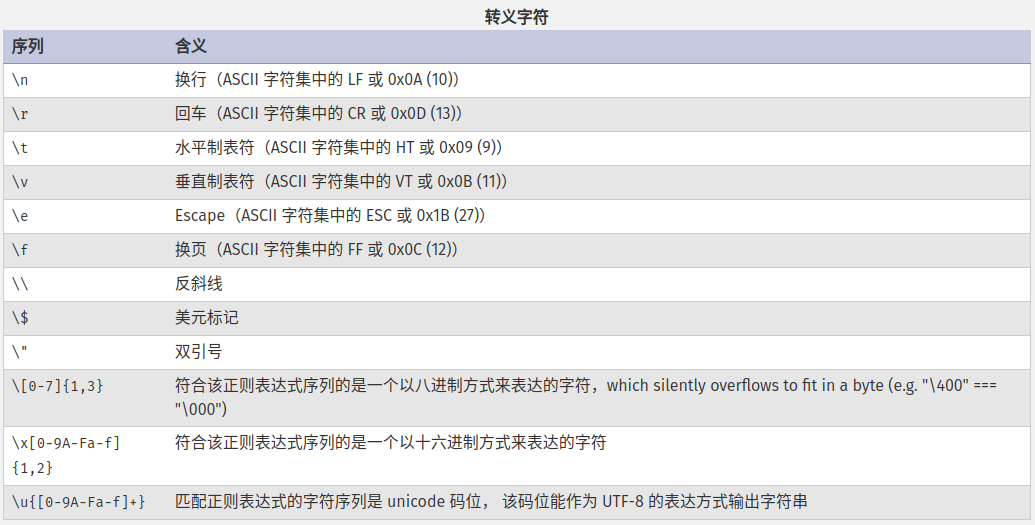 转义字符
序列 含义
\n 换行（ASCII 字符集中的 LF 或 0x0A (10)）
\r 回车（ASCII 字符集中的 CR 或 0x0D (13)）
\t 水平制表符（ASCII 字符集中的 HT 或 0x09 (9)）
\v 垂直制表符（ASCII 字符集中的 VT 或 0x0B (11)）
\e Escape（ASCII 字符集中的 ESC 或 0x1B (27)）
\f 换页（ASCII 字符集中的 FF 或 0x0C (12)）
\\ 反斜线
\$ 美元标记
\" 双引号
\[0-7]{1,3} 符合该正则表达式序列的是一个以八进制方式来表达的字符，which silently overflows to fit in a byte (e.g. "\400" ===
"\000")
\x[0-9A-Fa-f] 符合该正则表达式序列的是一个以十六进制方式来表达的字符
{1,2}
\u{[0-9A-Fa-f]+} 匹配正则表达式的字符序列是 unicode 码位， 该码位能作为 UTF-8 的表达方式输出字符串